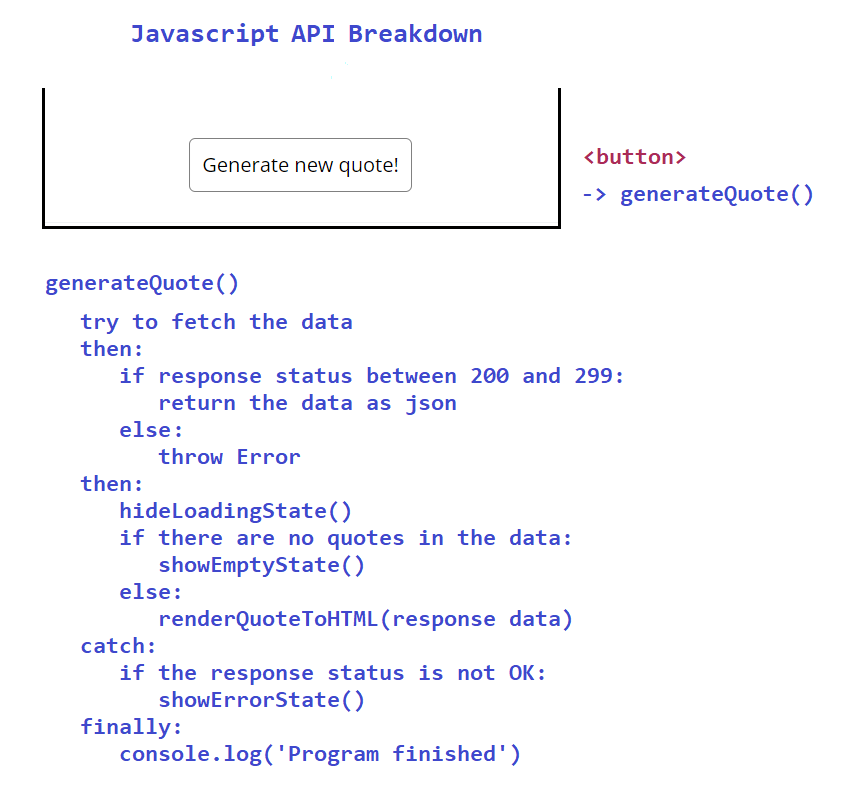 Javascript API Breakdown
Generate new quote!
<button>
-> generateQuote()
generateQuote()
try to fetch the data
then:
if response status between 200 and 299:
return the data as json
else:
throw Error
then:
hideLoadingState()
if there are no quotes in the data:
showEmptyState()
else:
renderQuoteToHTML(response data)
catch:
if the response status is not OK:
showErrorState()
finally:
console.log('Program finished')